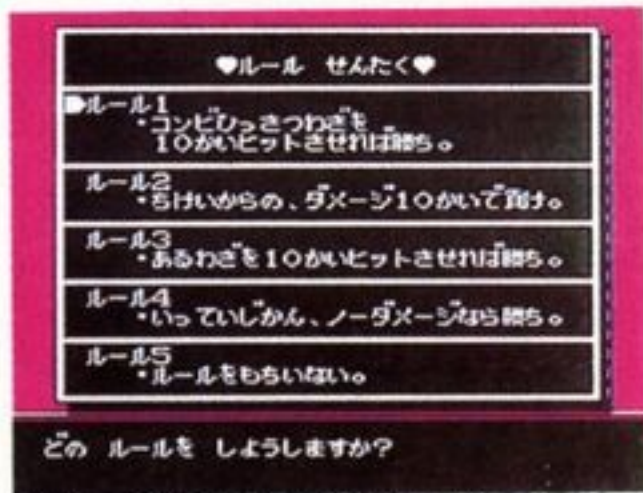 ♥ルール せんたく♥
ルール1
・コンビひっさつわざを
10かいヒットさせれば勝ち。
ルール2
・ちけいからの、ダメージ10かいで負け。
ルール3
・あるわざを10かいヒットさせれば勝ち。
ルール4
・いっていじかん、ノーダメージなら勝ち。
ルール5
・ルールをもちいない。
どの ルールを しようしますか?